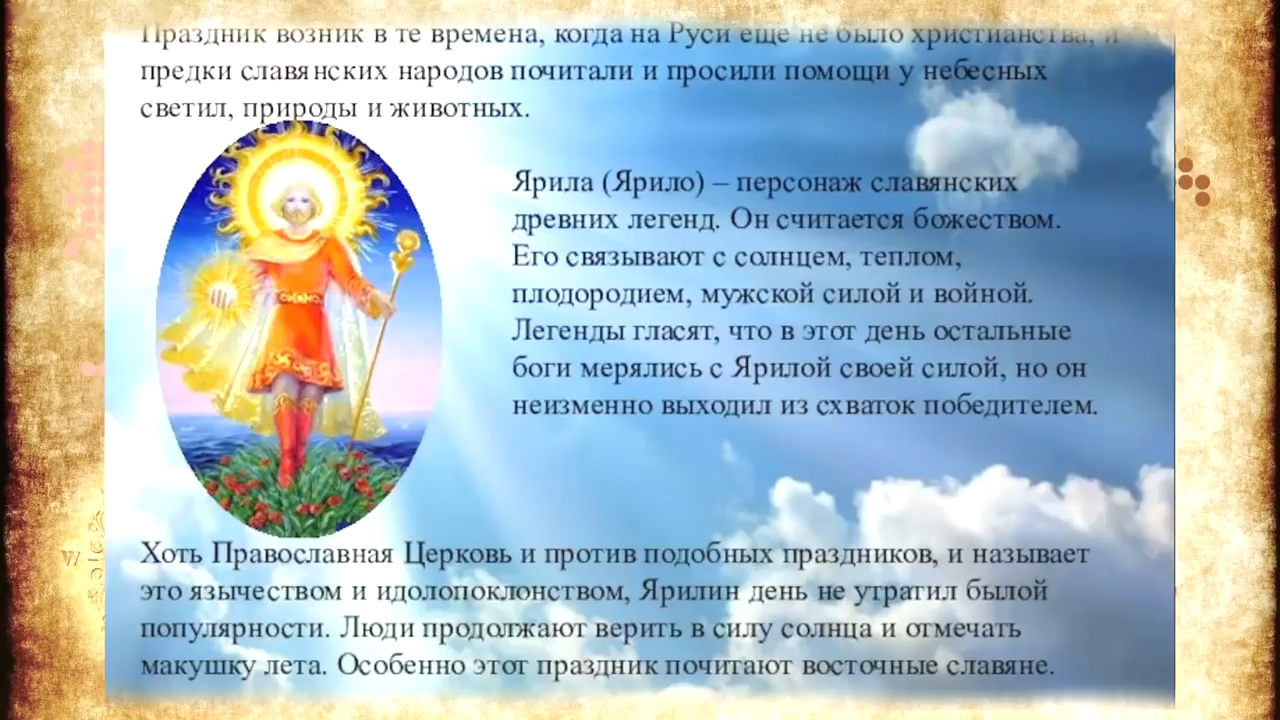 Праздник возник в те времена, когда на Руси еще не было христианства, и
предки славянских народов почитали и просили помощи у небесных
светил, природы и животных.
Ярила (Ярило) – персонаж славянских
древних легенд. Он считается божеством.
Его связывают с солнцем, теплом,
плодородием, мужской силой и войной.
Легенды гласят, что в этот день остальные
боги мерялись с Ярилой своей силой, но он
неизменно выходил из схваток победителем.
Хоть Православная Церковь и против подобных праздников, и называет
это язычеством и идолопоклонством, Ярилин день не утратил былой
популярности. Люди продолжают верить в силу солнца и отмечать
макушку лета. Особенно этот праздник почитают восточные славяне.